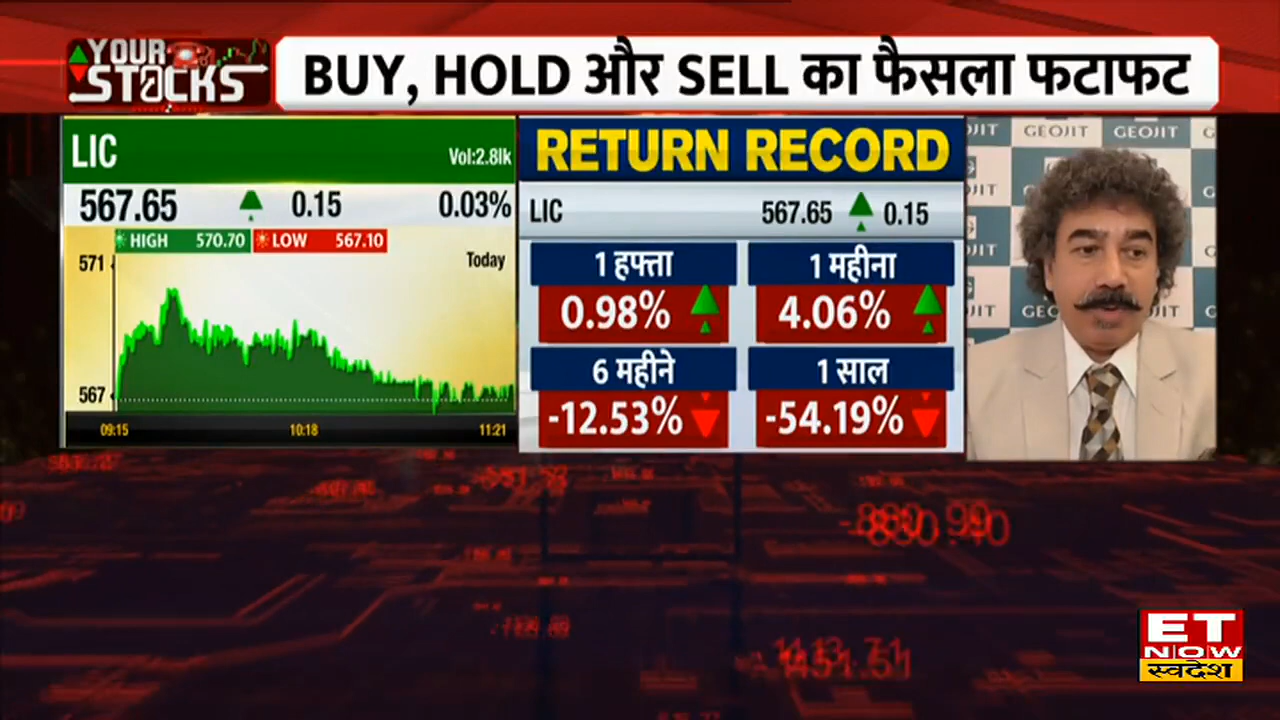 YOUR STOCKS
BUY, HOLD और SELL का फैसला फटाफट
LIC
Vol:2.8lk
567.65 0.15 0.03%
HIGH 570.70 LOW 567.10
571
Today
567
09:15 10:18 11:21
RETURN RECORD
LIC 567.65 0.15
1 हफ्ता 1 महीना
0.98% 4.06%
6 महीने 1 साल
-12.53% -54.19%
GEOJIT GEOJIT
ET
NOW
स्वदेश